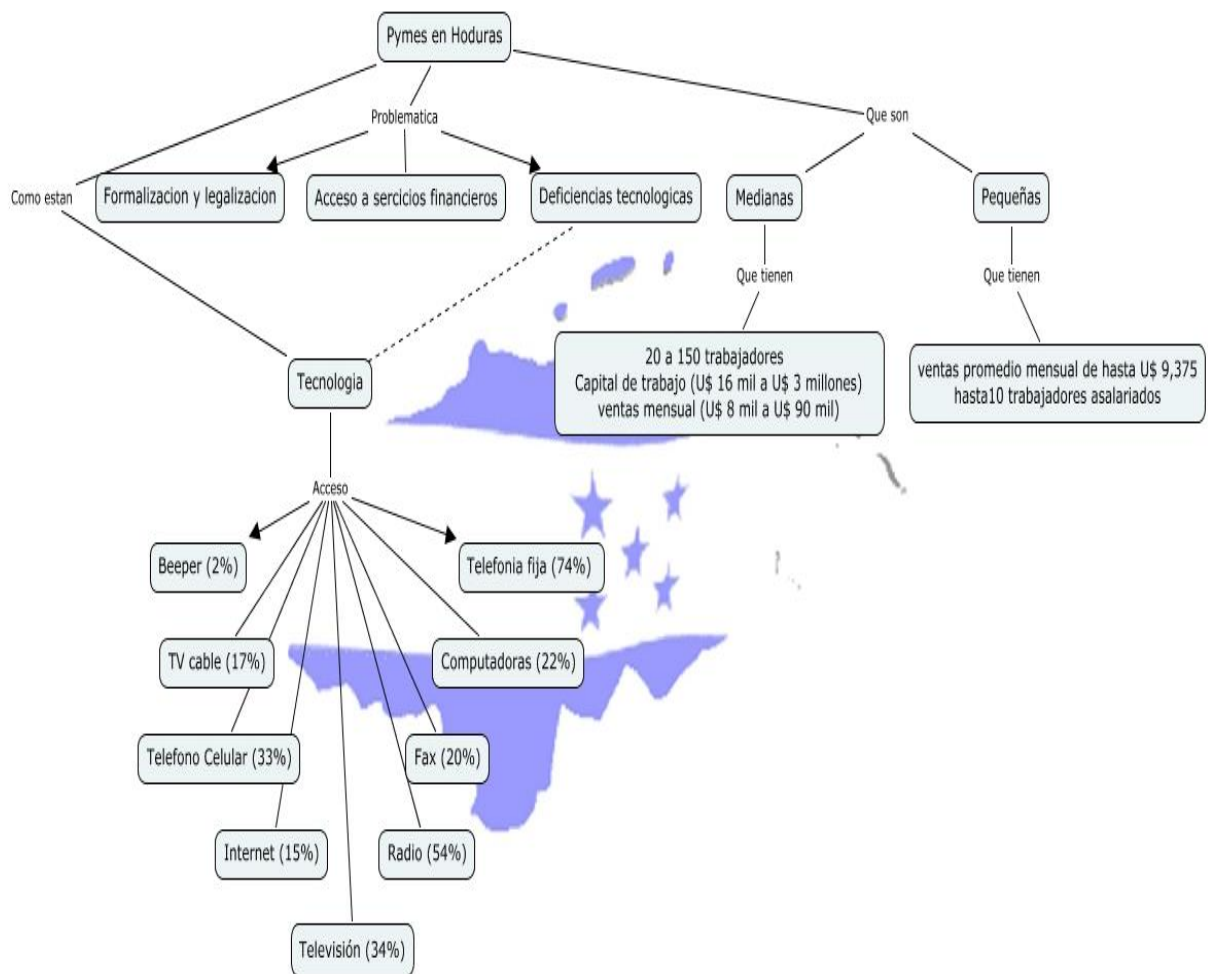 Pymes en Hoduras
Problematica
Que son
Como estan
Formalizacion y legalizacion
Acceso a sercicios financieros
Deficiencias tecnologicas
Medianas
Pequeñas
Que tienen
Que tienen
20 a 150 trabajadores
Capital de trabajo (U$ 16 mil a U$ 3 millones)
ventas mensual (U$ 8 mil a U$ 90 mil)
ventas promedio mensual de hasta U$ 9,375
hasta10 trabajadores asalariados
Tecnologia
Acceso
Beeper (2%)
Telefonia fija (74%)
TV cable (17%)
Computadoras (22%)
Telefono Celular (33%)
Fax (20%)
Internet (15%)
Radio (54%)
Televisión (34%)